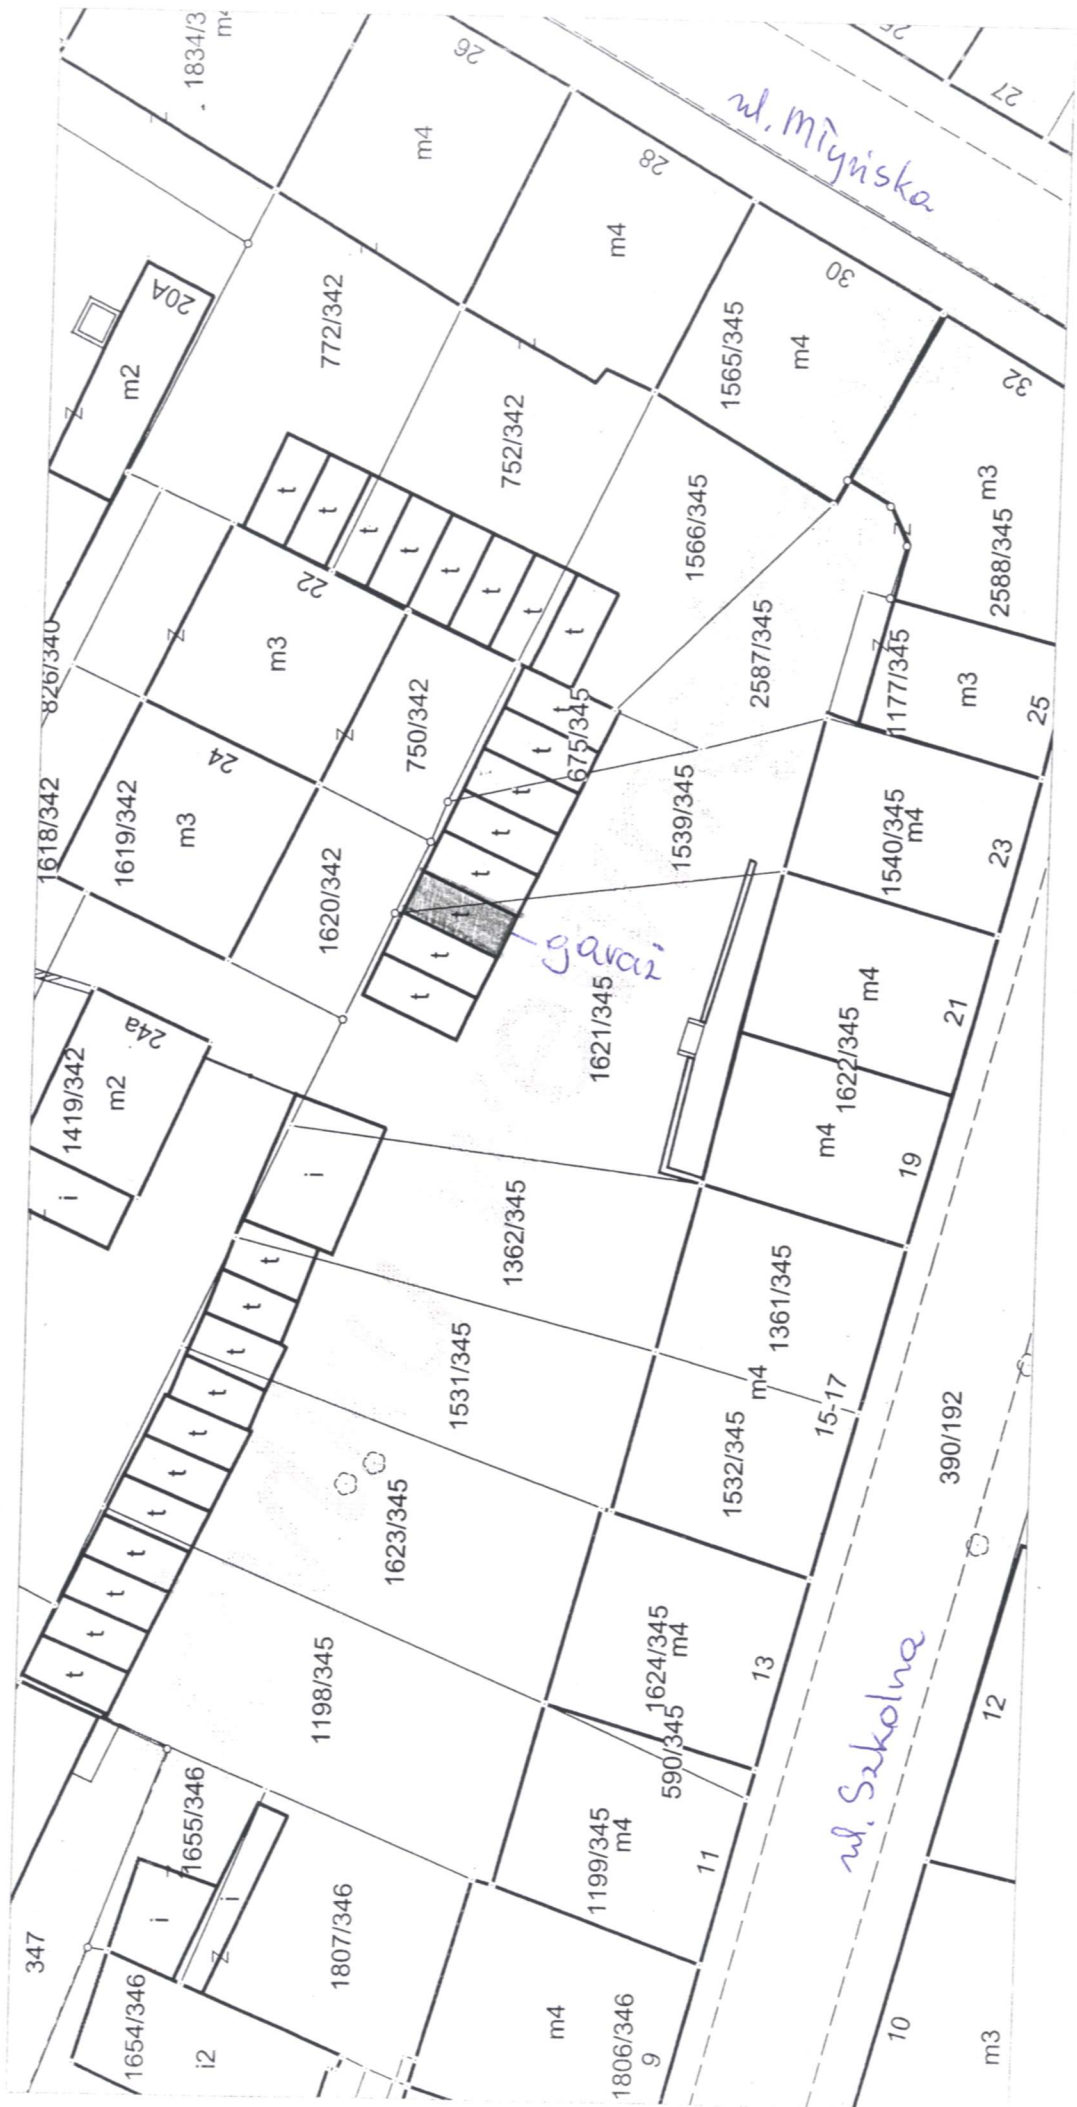 1834/3
m4
26
m4
ul. Młyńska
27
28
m4
20A
m2
772/342
30
1565/345
m4
32
752/342
t
t
t
t
t
t
t
t
22
m3
1566/345
m3
2588/345
826/340
24
750/342
2587/345
1177/345
m3
25
1618/342
1619/342
m3
1620/342
t
675/345
t
t
t
t
t
t
t
garaż
1539/345
1540/345
m4
23
1621/345
m4
1622/345
m4
21
19
24a
1419/342
m2
i
i
1362/345
1361/345
t
t
t
t
t
t
t
t
t
t
t
1531/345
m4
1532/345
15-17
390/192
1623/345
1198/345
1624/345
m4
13
590/345
ul. Szkolna
12
1199/345
m4
11
1655/346
i
i
1807/346
347
1654/346
i2
m4
1806/346
9
10
m3